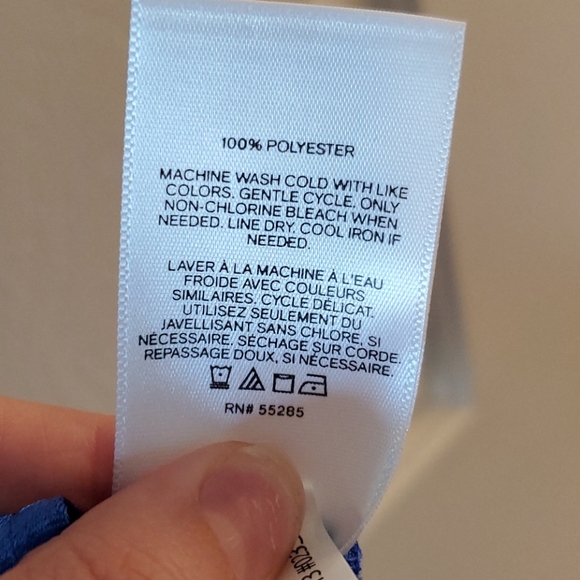 100% POLYESTER
MACHINE WASH COLD WITH LIKE
COLORS. GENTLE CYCLE. ONLY
NON-CHLORINE BLEACH WHEN
NEEDED. LINE DRY. COOL IRON IF
NEEDED.
LAVER À LA MACHINE À L'EAU
FROIDE AVEC COULEURS
SIMILAIRES. CYCLE DÉLICAT.
UTILISEZ SEULEMENT DU
JAVELLISANT SANS CHLORE, SI
NÉCESSAIRE. SÉCHAGE SUR CORDE.
REPASSAGE DOUX, SI NÉCESSAIRE.
RN# 55285